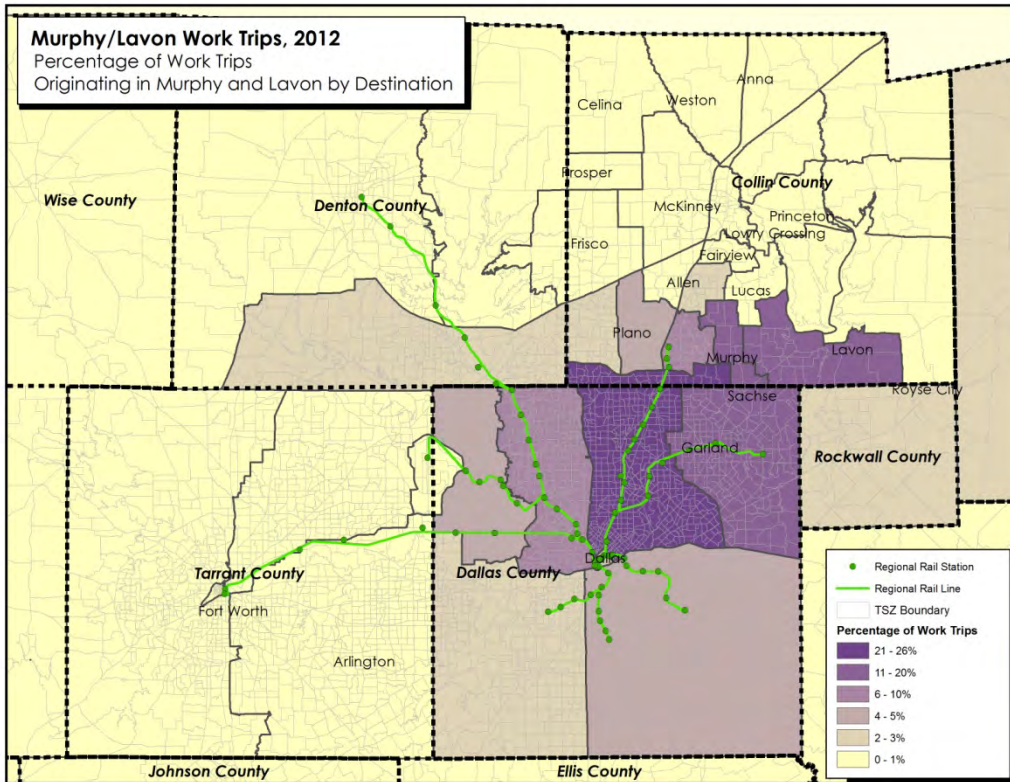 Murphy/Lavon Work Trips, 2012
Percentage of Work Trips
Originating in Murphy and Lavon by Destination
Anna
Celina
Weston
Prosper
Collin County
Wise County
Denton County
McKinney
Princeton
Lowry Crossing
Frisco
Fairview
Allen
Lucas
Plano
Murphy
Lavon
Sachse
Royse City
Garland
Rockwall County
Dallas
Tarrant County
Dallas County
Fort Worth
Arlington
Johnson County
Ellis County
Regional Rail Station
Regional Rail Line
TSZ Boundary
Percentage of Work Trips
21 - 26%
11 - 20%
6 - 10%
4 - 5%
2 - 3%
0 - 1%